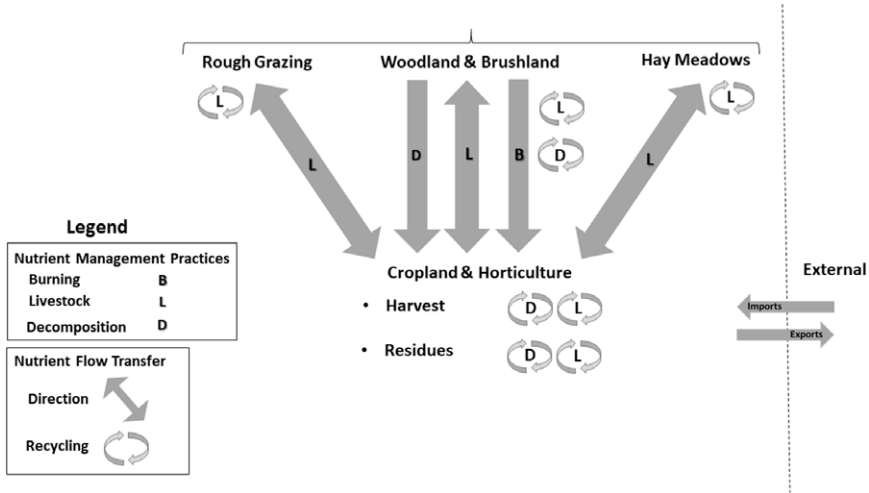 Rough Grazing
Woodland & Brushland
Hay Meadows
L
L
L
D
L
D
L
B
L
Legend
Nutrient Management Practices
Burning B
Livestock L
Decomposition D
Nutrient Flow Transfer
Direction
Recycling
Cropland & Horticulture
• Harvest D L
• Residues D L
External
Imports
Exports